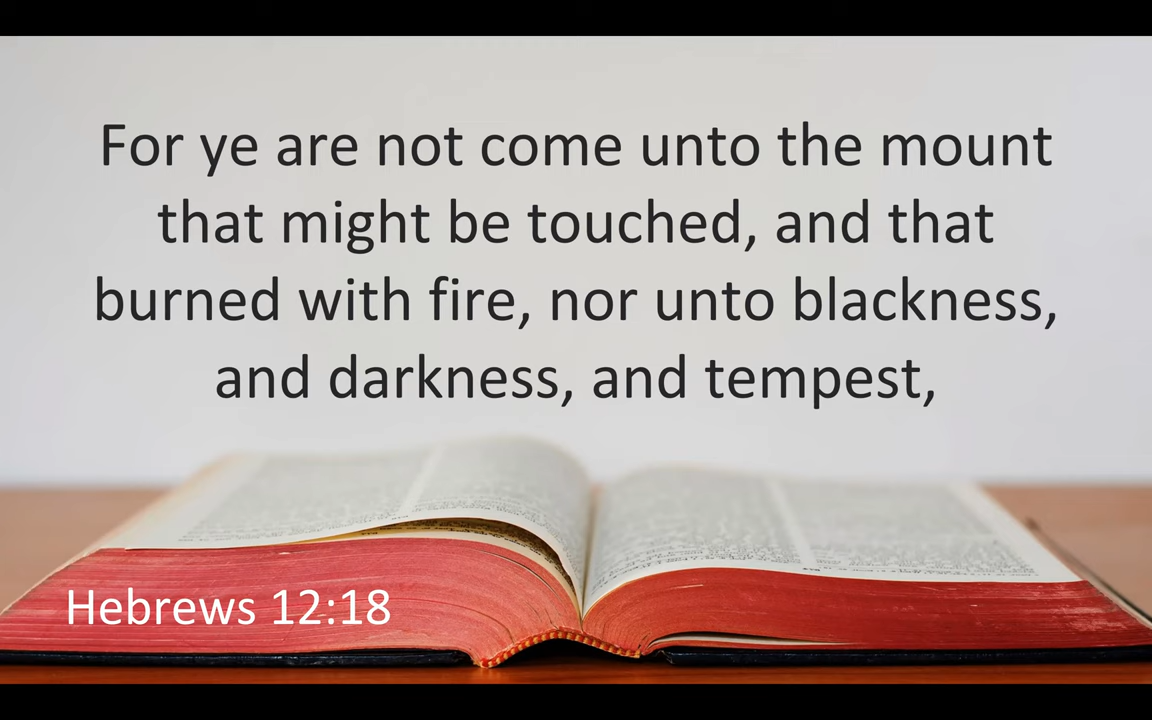 For ye are not come unto the mount
that might be touched, and that
burned with fire, nor unto blackness,
and darkness, and tempest,
Hebrews 12:18